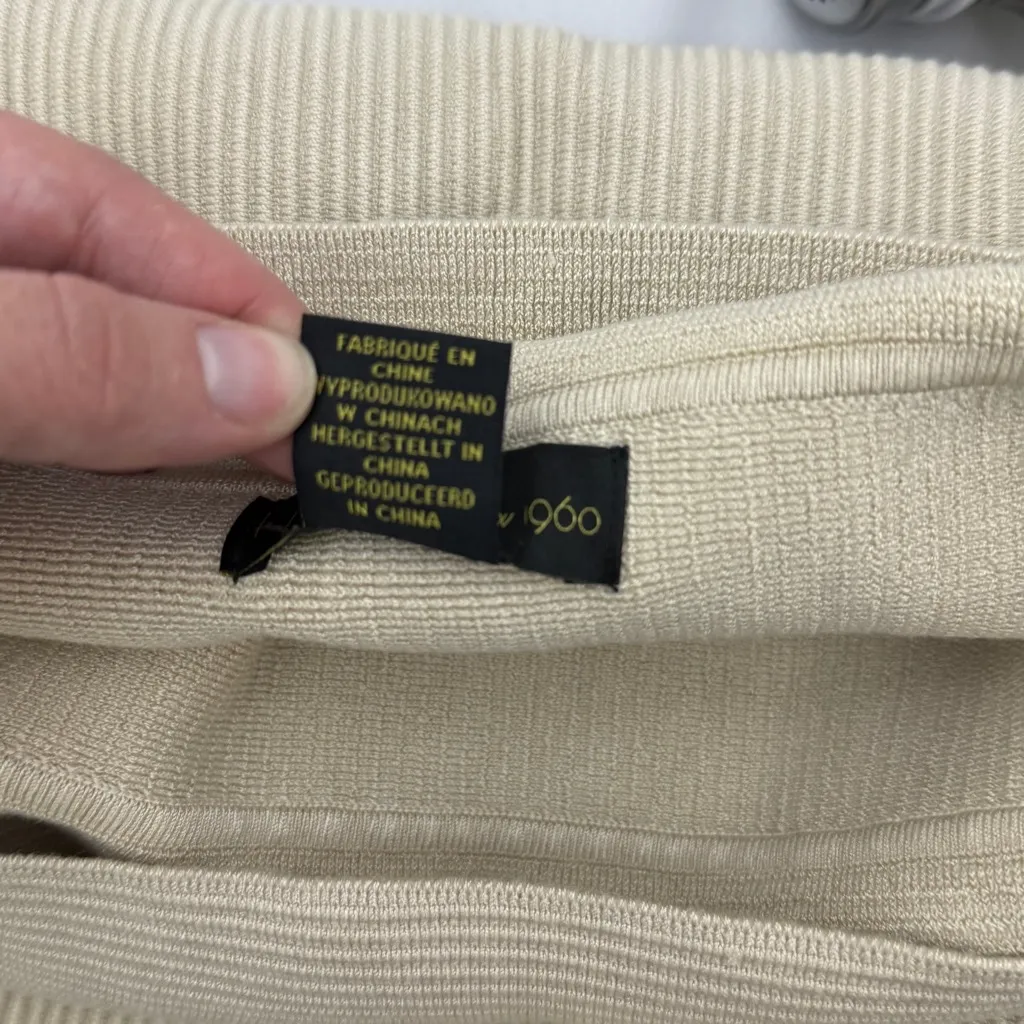 FABRIQUÉ EN
CHINE
WYPRODUKOWANO
W CHINACH
HERGESTELLT IN
CHINA
GEPRODUCEERD
IN CHINA
1960